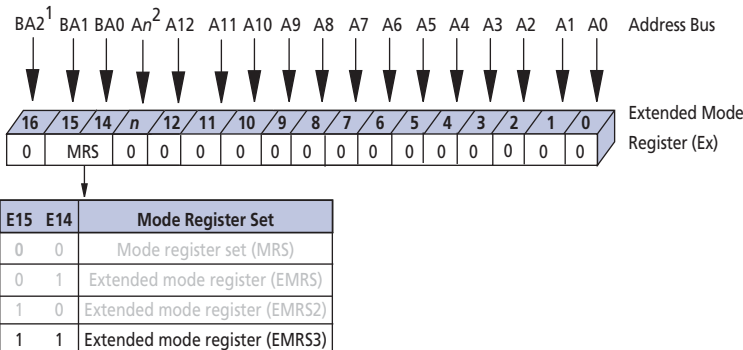 BA2¹ BA1 BA0 An² A12 A11 A10 A9 A8 A7 A6 A5 A4 A3 A2 A1 A0 Address Bus
16 15 14 n 12 11 10 9 8 7 6 5 4 3 2 1 0 Extended Mode
0 MRS 0 0 0 0 0 0 0 0 0 0 0 0 0 0 0 Register (Ex)
E15 E14 Mode Register Set
0 0 Mode register set (MRS)
0 1 Extended mode register (EMRS)
1 0 Extended mode register (EMRS2)
1 1 Extended mode register (EMRS3)